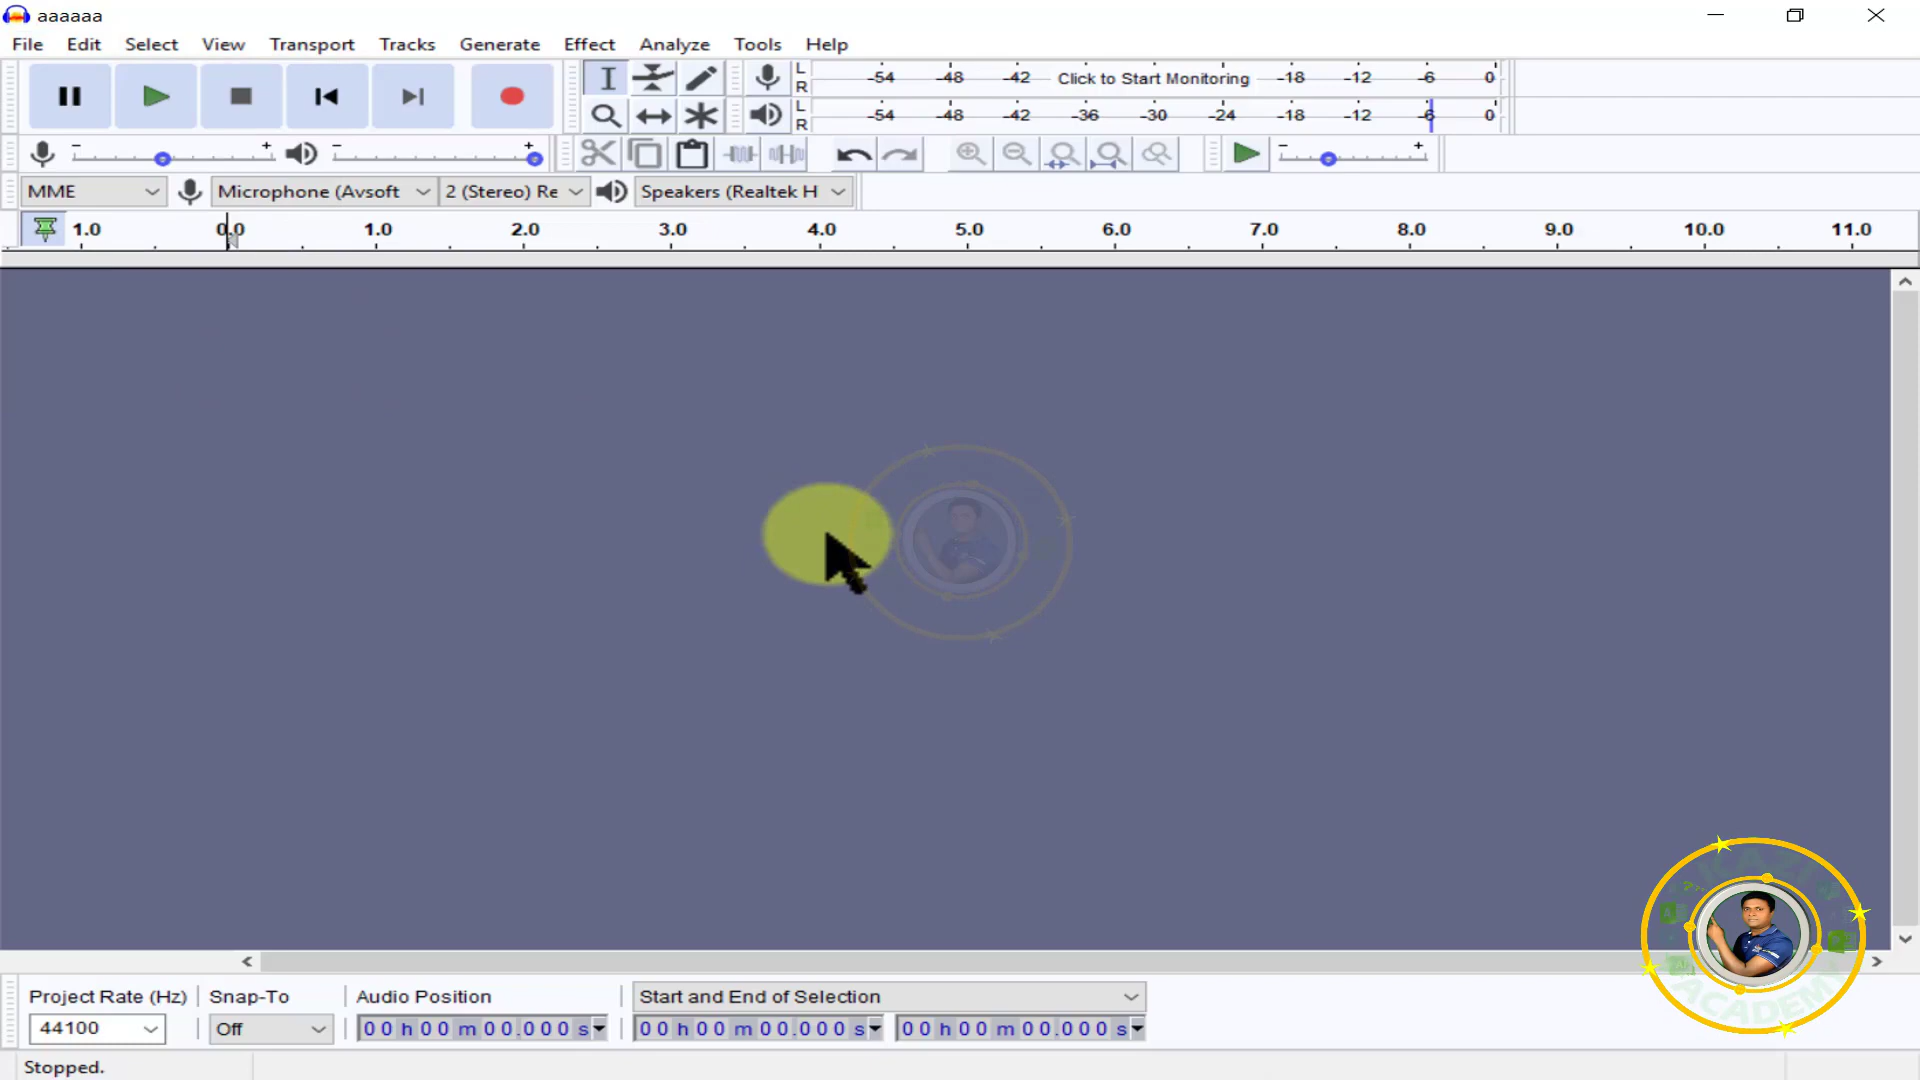 aaaaaa
File Edit Select View Transport Tracks Generate Effect Analyze Tools Help
L R -54 -48 -42 Click to Start Monitoring -18 -12 -6 0
L R -54 -48 -42 -36 -30 -24 -18 -12 -6 0
- + - + - +
MME Microphone (Avsoft 2 (Stereo) Re Speakers (Realtek H
1.0 0.0 1.0 2.0 3.0 4.0 5.0 6.0 7.0 8.0 9.0 10.0 11.0
KAZI
ACADEMY
Project Rate (Hz) Snap-To Audio Position Start and End of Selection
44100 Off 00 h 00 m 00.000 s 00 h 00 m 00.000 s 00 h 00 m 00.000 s
Stopped.